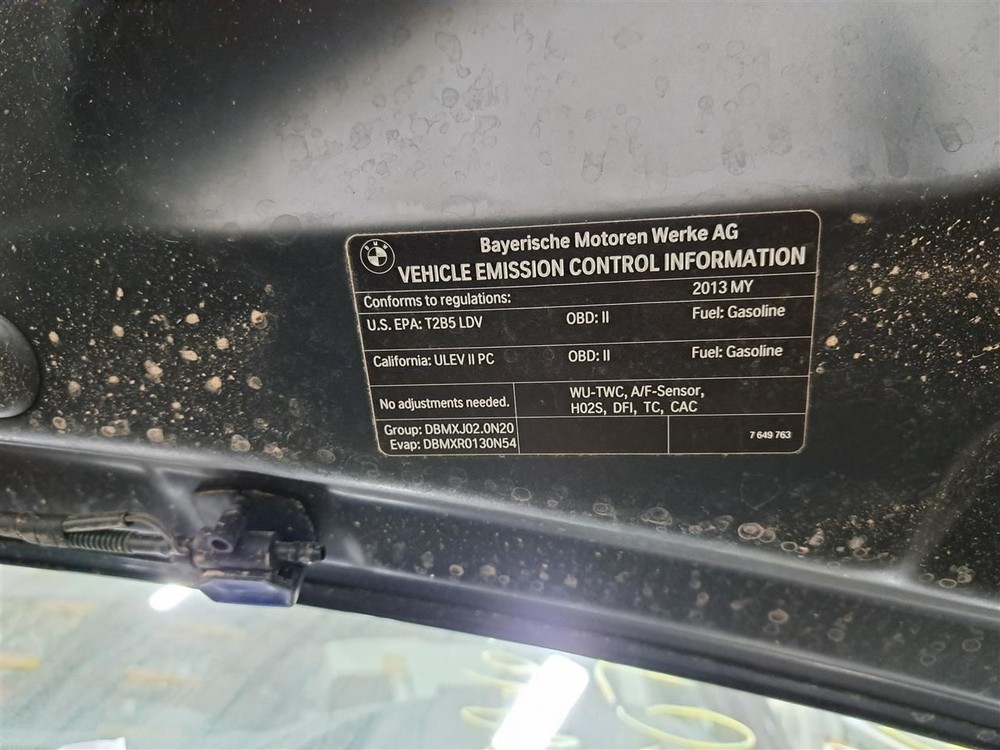 BMW
Bayerische Motoren Werke AG
VEHICLE EMISSION CONTROL INFORMATION
Conforms to regulations: 2013 MY
U.S. EPA: T2B5 LDV OBD: II Fuel: Gasoline
California: ULEV II PC OBD: II Fuel: Gasoline
No adjustments needed. WU-TWC, A/F-Sensor,
H02S, DFI, TC, CAC
Group: DBMXJ02.0N20
Evap: DBMXR0130N54 7 649 763